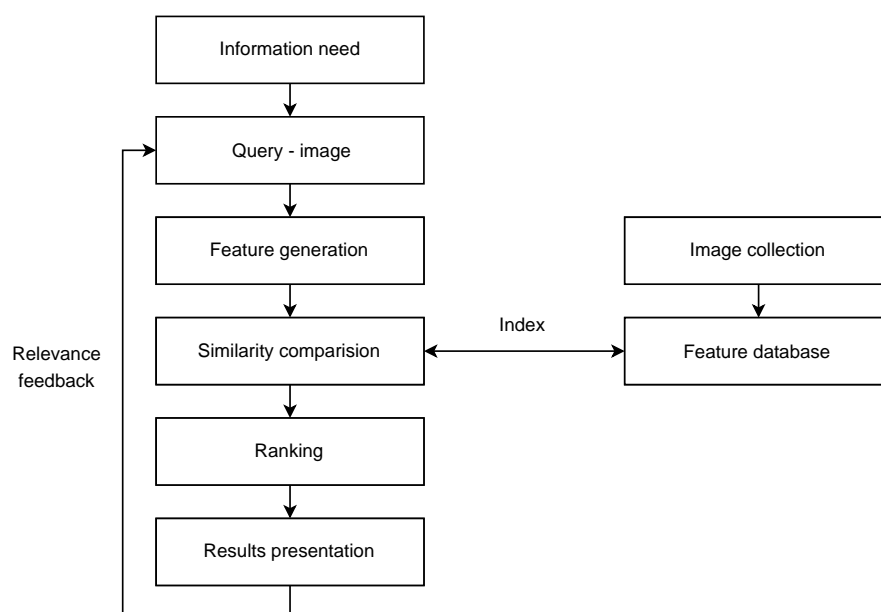 Information need
Query - image
Feature generation
Image collection
Index
Similarity comparision
Feature database
Relevance
feedback
Ranking
Results presentation